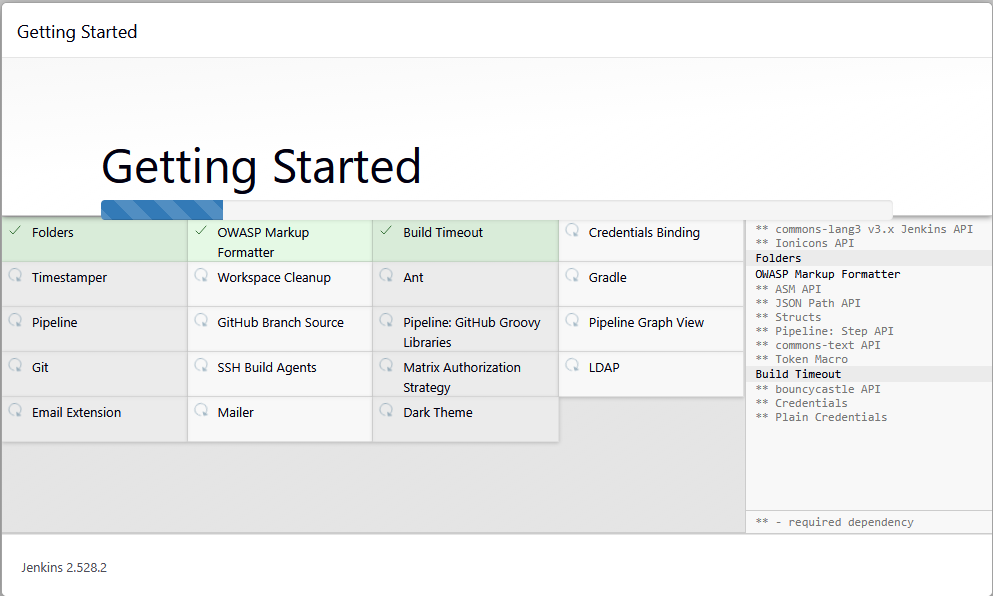 Getting Started
Getting Started
Folders
OWASP Markup
Formatter
Build Timeout
Credentials Binding
Timestamper
Workspace Cleanup
Ant
Gradle
Pipeline
GitHub Branch Source
Pipeline: GitHub Groovy
Libraries
Pipeline Graph View
Git
SSH Build Agents
Matrix Authorization
Strategy
LDAP
Email Extension
Mailer
Dark Theme
** commons-lang3 v3.x Jenkins API
** Ionicons API
Folders
OWASP Markup Formatter
** ASM API
** JSON Path API
** Structs
** Pipeline: Step API
** commons-text API
** Token Macro
Build Timeout
** bouncycastle API
** Credentials
** Plain Credentials
** - required dependency
Jenkins 2.528.2